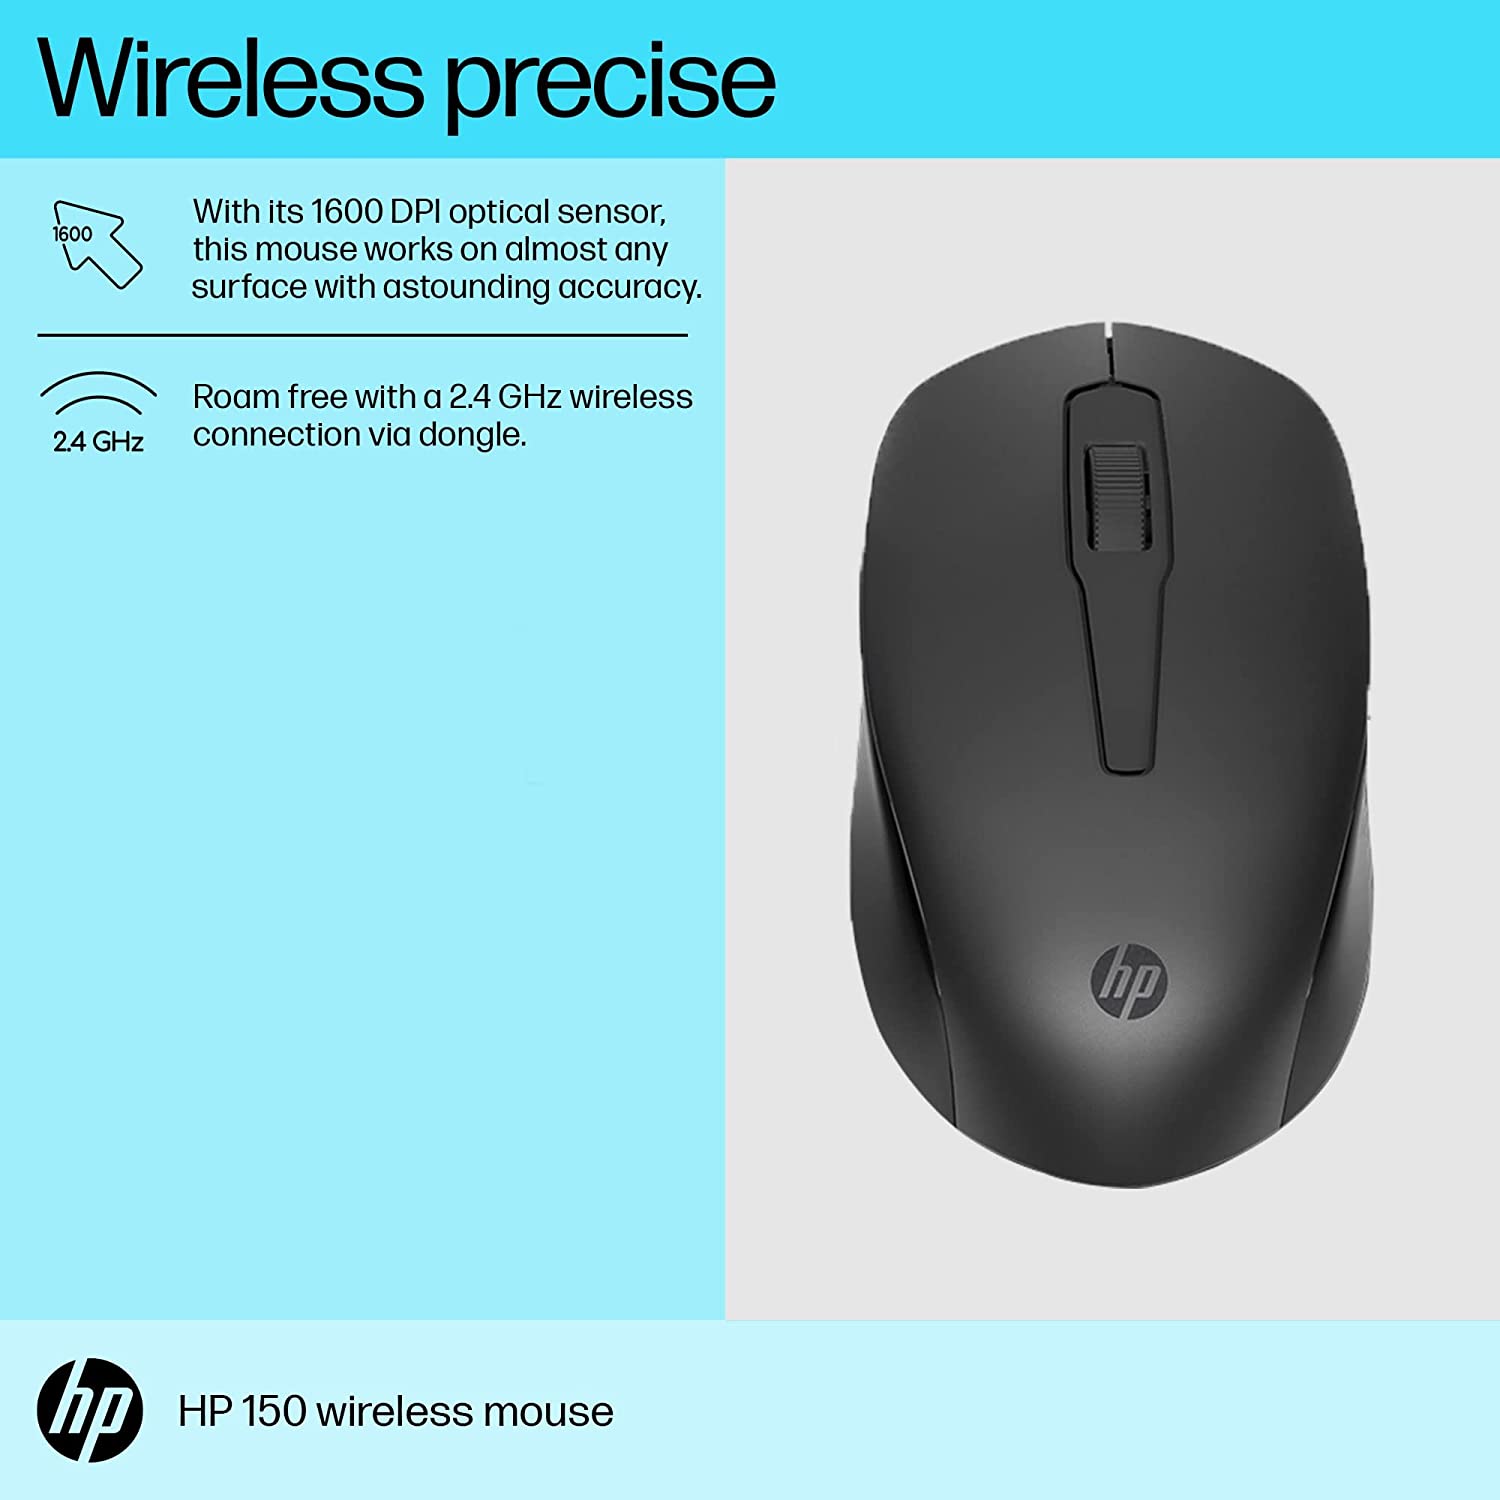 Wireless precise
1600
With its 1600 DPI optical sensor,
this mouse works on almost any
surface with astounding accuracy.
2.4 GHz
Roam free with a 2.4 GHz wireless
connection via dongle.
hp
hp
HP 150 wireless mouse